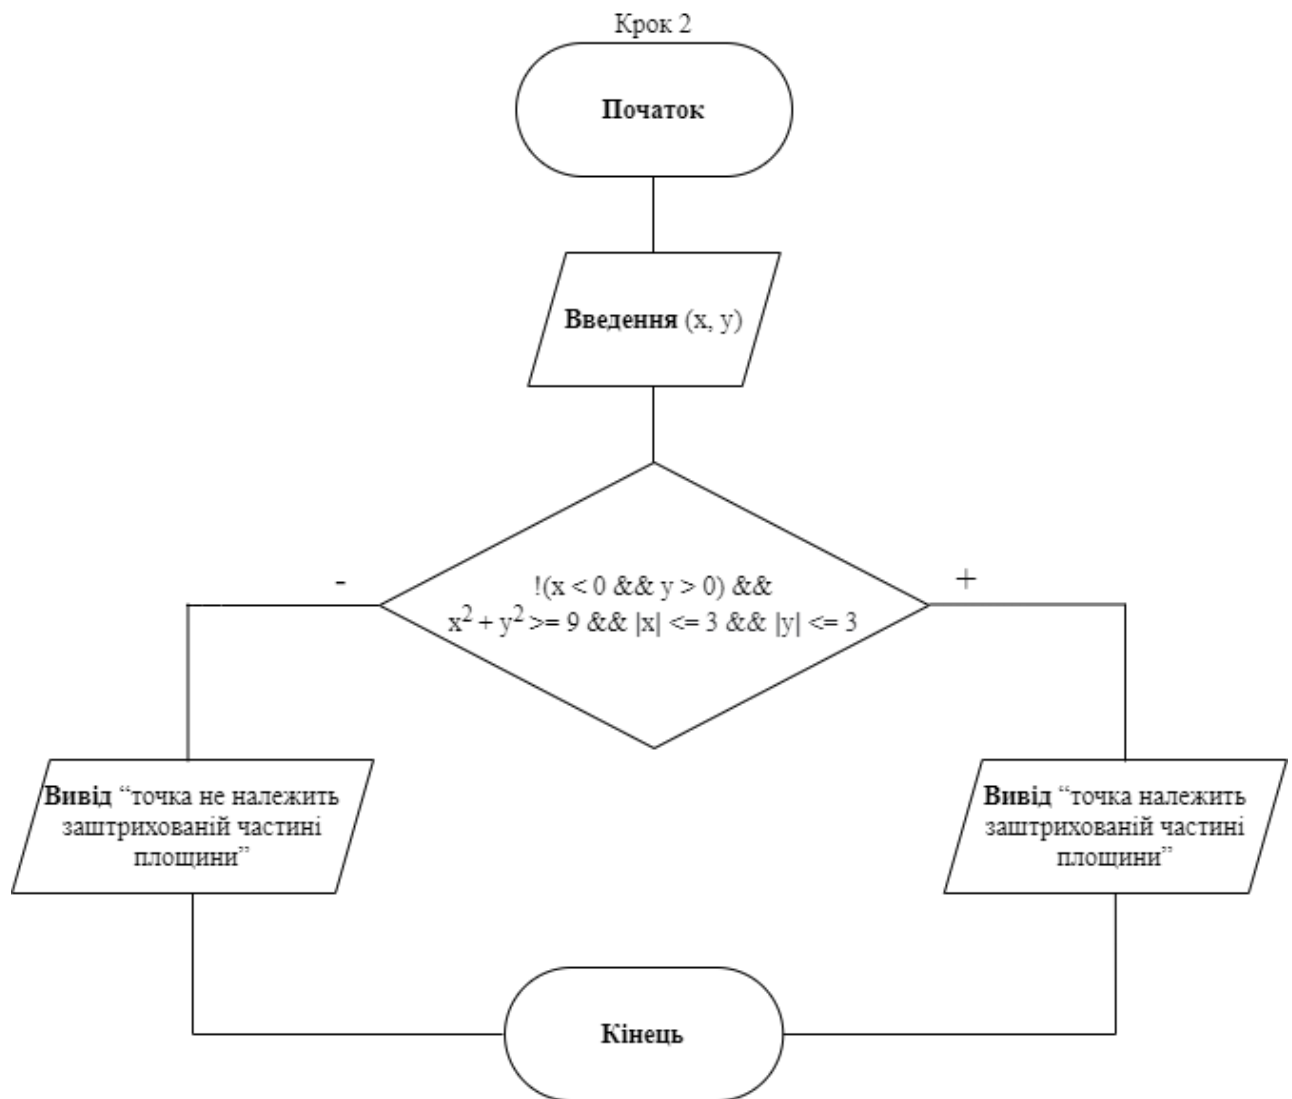 Крок 2
Початок
Введення (x, y)
-
+
!(x < 0 && y > 0) &&
x² + y² >= 9 && |x| <= 3 && |y| <= 3
Вивід “точка не належить
заштрихованій частині
площини”
Вивід “точка належить
заштрихованій частині
площини”
Кінець